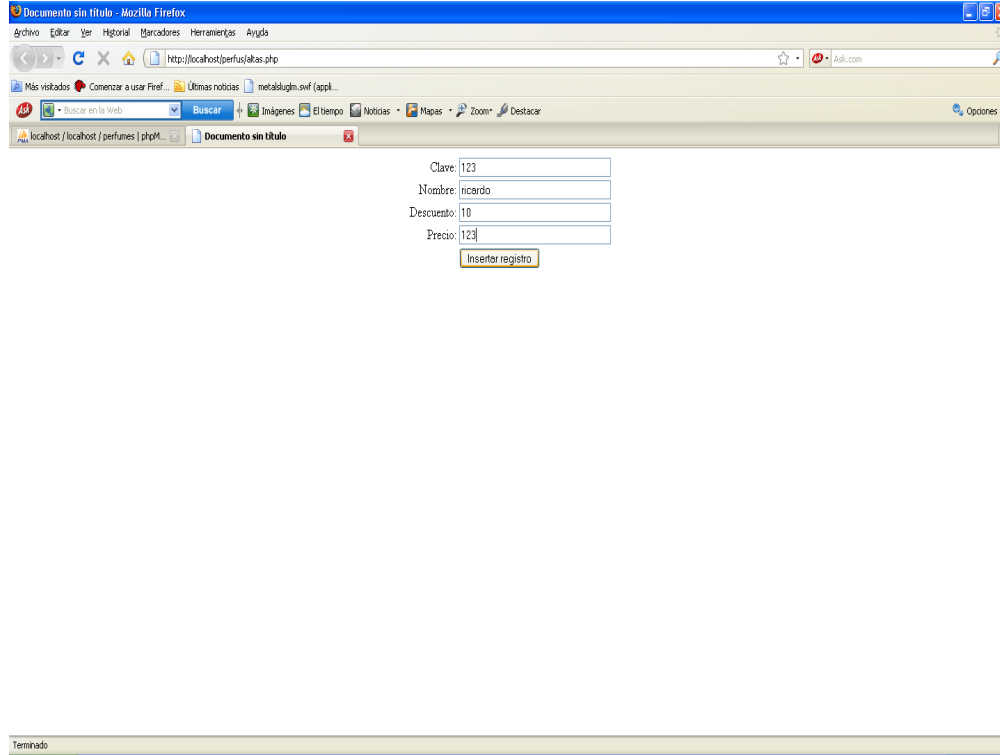 Documento sin título - Mozilla Firefox
Archivo Editar Ver Historial Marcadores Herramientas Ayuda
http://localhost/perfus/altas.php
Ask.com
Más visitados Comenzar a usar Firef... Últimas noticias metalsluglm.swf (appli...
Ask Buscar en la Web Buscar Imágenes El tiempo Noticias Mapas Zoom Destacar Opciones
localhost / localhost / perfumes | phpM... Documento sin título
Clave: 123
Nombre: ricardo
Descuento: 10
Precio: 123
Insertar registro
Terminado